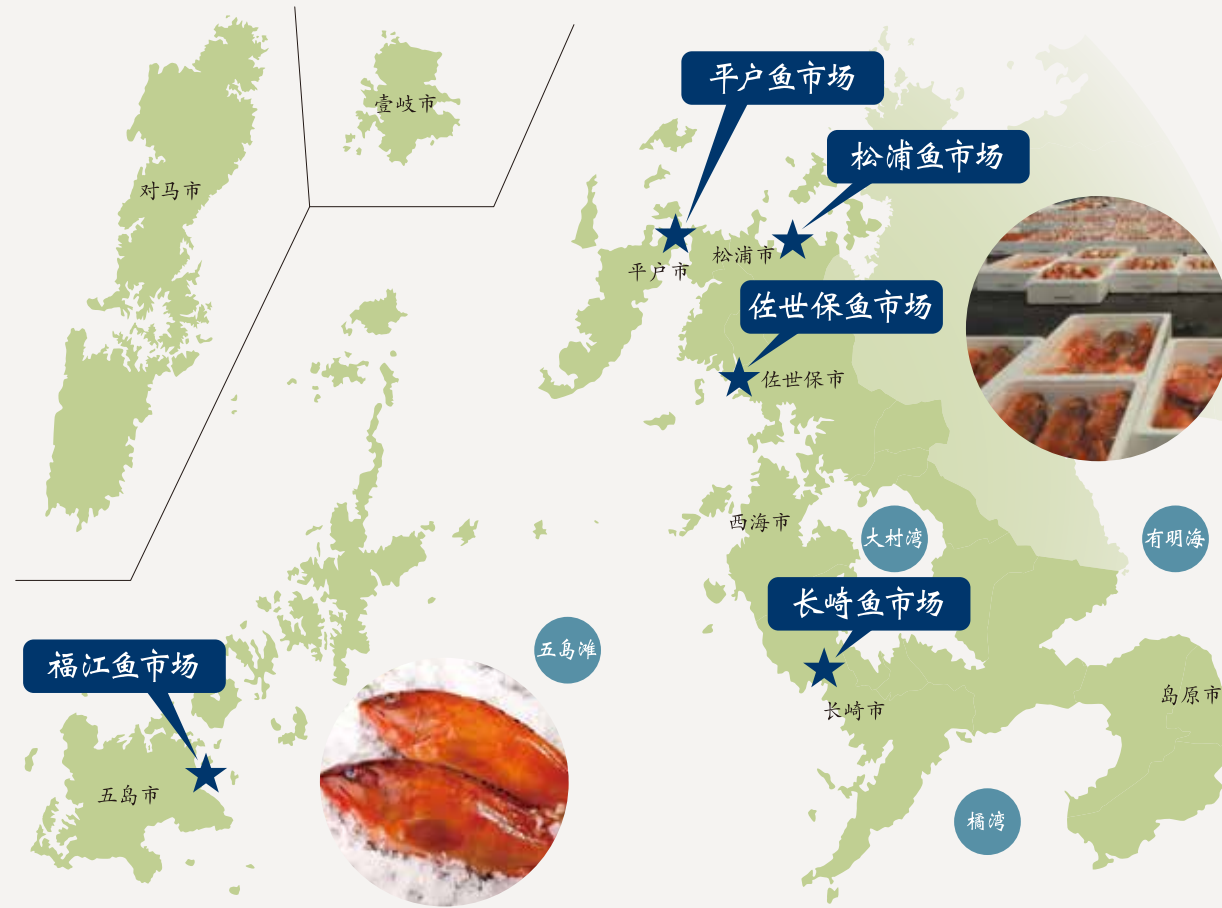 平户鱼市场
壹岐市
松浦鱼市场
对马市
松浦市
平户市
佐世保鱼市场
佐世保市
西海市
大村湾
有明海
长崎鱼市场
五岛滩
福江鱼市场
岛原市
长崎市
五岛市
橘湾